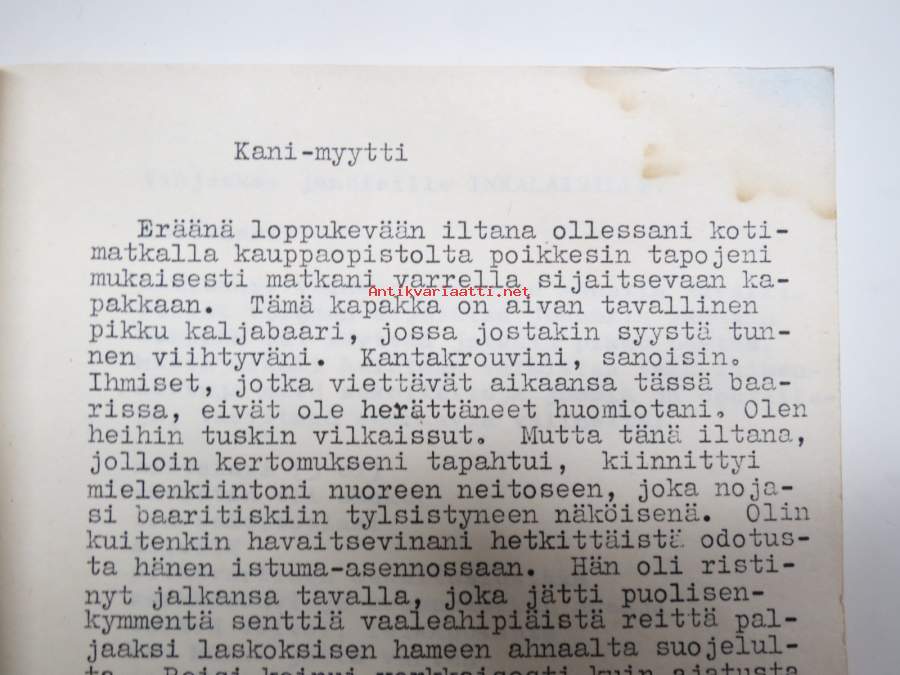 Kani-myytti
Eräänä loppukevään iltana ollessani koti-
matkalla kauppaopistolta poikkesin tapojeni
mukaisesti matkani varrella sijaitsevaan ka-
Antikvariaatti.net
pakkaan. Tämä kapakka on aivan tavallinen
pikku kaljabaari, jossa jostakin syystä tun-
nen viihtyväni. Kantakrouvini, sanoisin.
Ihmiset, jotka viettävät aikaansa tässä baa-
rissa, eivät ole herättäneet huomiotani. Olen
heihin tuskin vilkaissut. Mutta tänä iltana,
jolloin kertomukseni tapahtui, kiinnittyi
mielenkiintoni nuoreen neitoseen, joka noja-
si baaritiskiin tylsistyneen näköisenä. Olin
kuitenkin havaitsevinani hetkittäistä odotus-
ta hänen istuma-asennossaan. Hän oli risti-
nyt jalkansa tavalla, joka jätti puolisen-
kymmentä senttiä vaaleahipiäistä reittä pal-
jaaksi laskoksisen hameen ahnaalta suojelul-
ta. kuin ajatusta